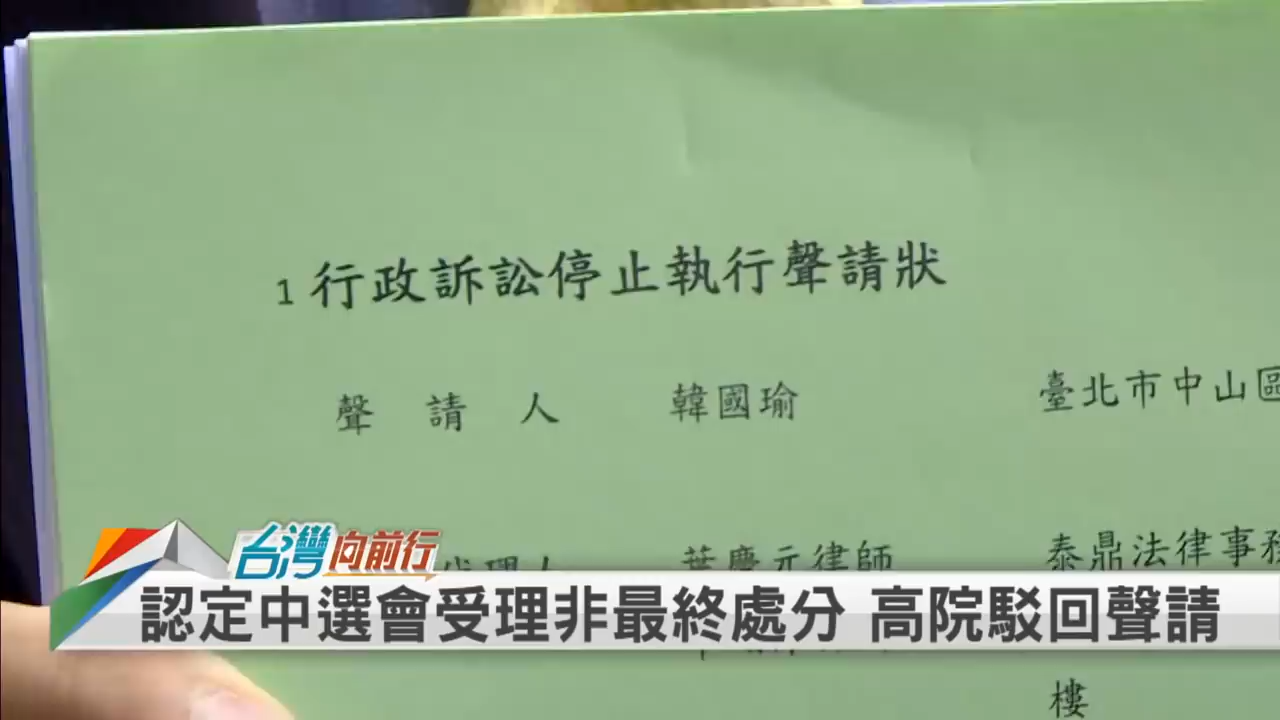 1 行政訴訟停止執行聲請狀
聲 請 人 韓國瑜 臺北市中山區
代理人 葉慶元律師 泰鼎法律事務
台灣向前行
認定中選會受理非最終處分 高院駁回聲請
樓